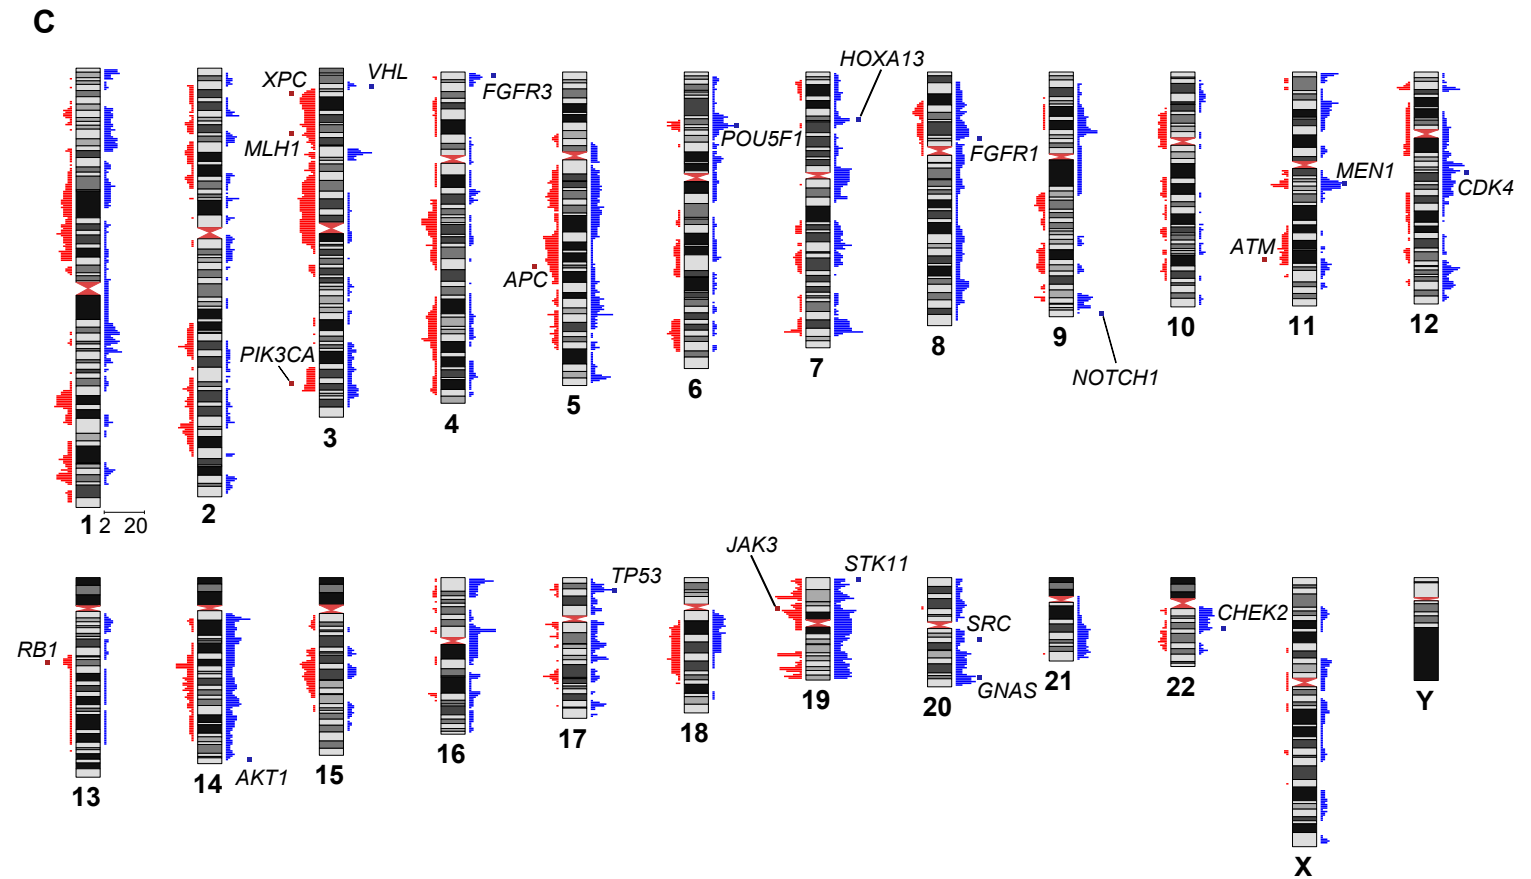 C
HOXA13
XPC
VHL
FGFR3
MLH1
POU5F1
FGFR1
MEN1
CDK4
ATM
APC
PIK3CA
NOTCH1
1
2
3
4
5
6
7
8
9
10
11
12
2 20
JAK3
STK11
TP53
SRC
CHEK2
RB1
GNAS
AKT1
13
14
15
16
17
18
19
20
21
22
X
Y